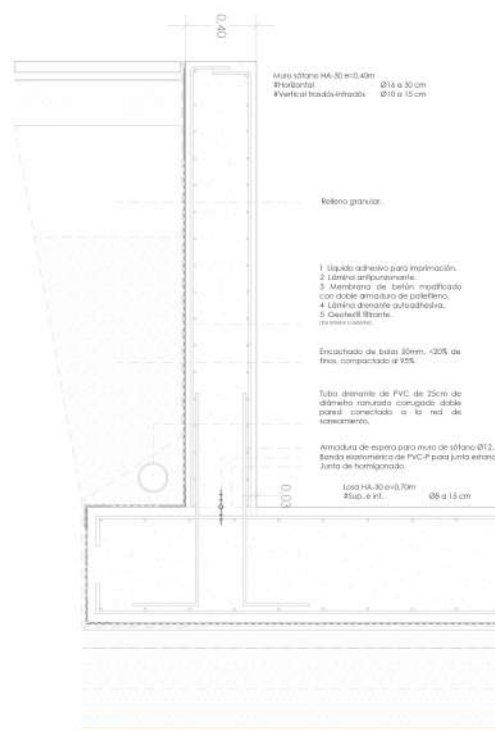 0,40
Muro sótano HA-30 e=0,40m
#Horizontal Ø16 a 30 cm
#Vertical trasdós-intradós Ø10 a 15 cm
Relleno granular.
1 Líquido adhesivo para imprimación.
2 Lámina antipunzonante.
3 Membrana de betún modificado
con doble armadura de polietileno.
4 Lámina drenante autoadhesiva.
5 Geotextil filtrante.
Encachado de bolos 50mm, <20% de
finos, compactado al 95%.
Tubo drenante de PVC de 25cm de
diámetro ranurado corrugado doble
pared conectado a la red de
saneamiento.
Armadura de espera para muro de sótano Ø12.
Banda elastomérica de PVC-P para junta estanc
Junta de hormigonado.
0,03
Losa HA-30 e=0,70m
#Sup. e inf. Ø8 a 15 cm